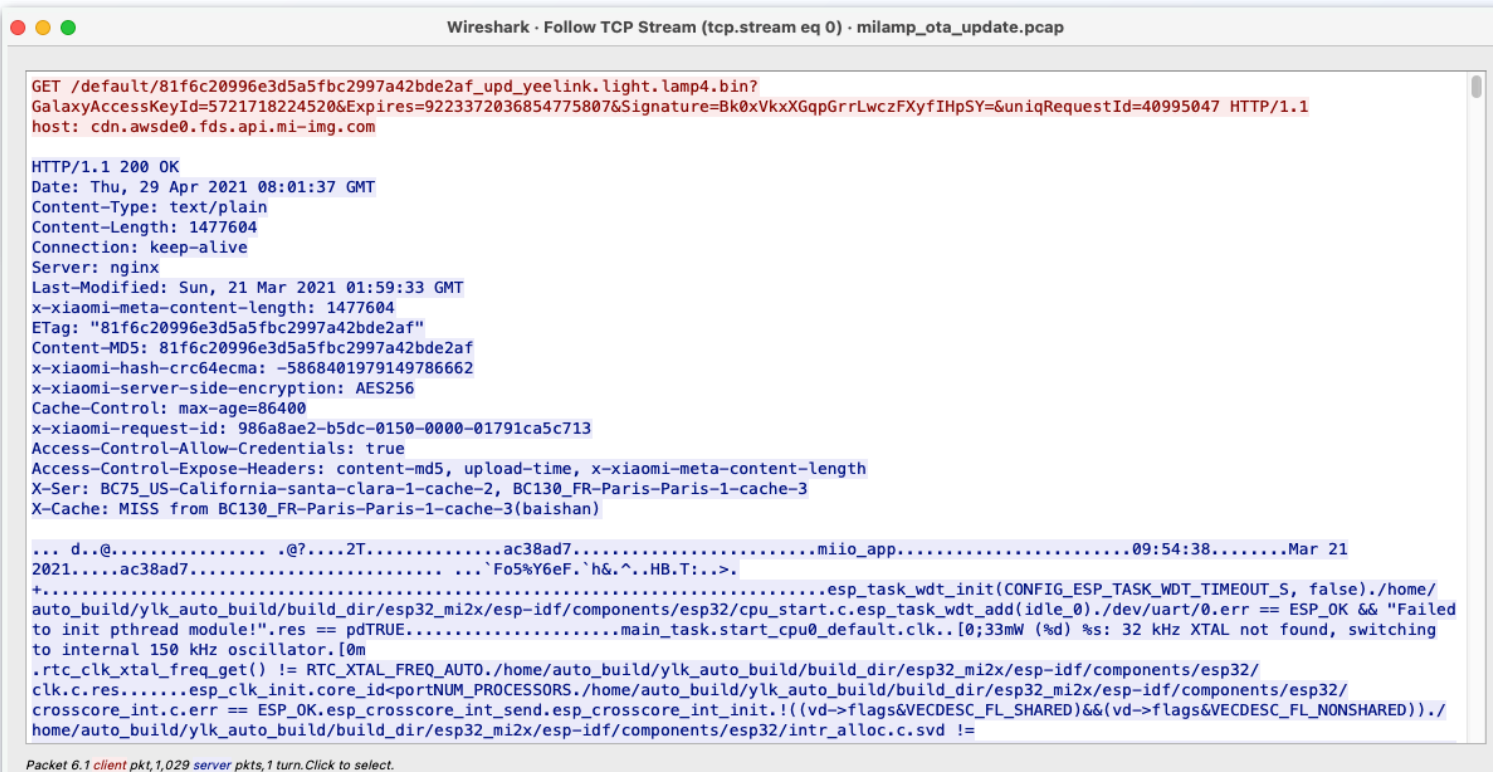 Wireshark · Follow TCP Stream (tcp.stream eq 0) · milamp_ota_update.pcap
GET /default/81f6c20996e3d5a5fbc2997a42bde2af_upd_yeelink.light.lamp4.bin?
GalaxyAccessKeyId=5721718224520&Expires=9223372036854775807&Signature=Bk0xVkxXGqpGrrLwczFXyfIHpSY=&uniqRequestId=40995047 HTTP/1.1
host: cdn.awsde0.fds.api.mi-img.com
HTTP/1.1 200 OK
Date: Thu, 29 Apr 2021 08:01:37 GMT
Content-Type: text/plain
Content-Length: 1477604
Connection: keep-alive
Server: nginx
Last-Modified: Sun, 21 Mar 2021 01:59:33 GMT
x-xiaomi-meta-content-length: 1477604
ETag: "81f6c20996e3d5a5fbc2997a42bde2af"
Content-MD5: 81f6c20996e3d5a5fbc2997a42bde2af
x-xiaomi-hash-crc64ecma: -5868401979149786662
x-xiaomi-server-side-encryption: AES256
Cache-Control: max-age=86400
x-xiaomi-request-id: 986a8ae2-b5dc-0150-0000-01791ca5c713
Access-Control-Allow-Credentials: true
Access-Control-Expose-Headers: content-md5, upload-time, x-xiaomi-meta-content-length
X-Ser: BC75_US-California-santa-clara-1-cache-2, BC130_FR-Paris-Paris-1-cache-3
X-Cache: MISS from BC130_FR-Paris-Paris-1-cache-3(baishan)
... d..@................ .@?....2T..............ac38ad7.........................miio_app...........................09:54:38........Mar 21
2021.....ac38ad7.......................... ...`Fo5%Y6eF.`h&.^..HB.T:..>.
+................................................................................esp_task_wdt_init(CONFIG_ESP_TASK_WDT_TIMEOUT_S, false)./home/
auto_build/ylk_auto_build/build_dir/esp32_mi2x/esp-idf/components/esp32/cpu_start.c.esp_task_wdt_add(idle_0)./dev/uart/0.err == ESP_OK && "Failed
to init pthread module!".res == pdTRUE......................main_task.start_cpu0_default.clk..[0;33mW (%d) %s: 32 kHz XTAL not found, switching
to internal 150 kHz oscillator.[0m
.rtc_clk_xtal_freq_get() != RTC_XTAL_FREQ_AUTO./home/auto_build/ylk_auto_build/build_dir/esp32_mi2x/esp-idf/components/esp32/
clk.c.res.......esp_clk_init.core_id<portNUM_PROCESSORS./home/auto_build/ylk_auto_build/build_dir/esp32_mi2x/esp-idf/components/esp32/
crosscore_int.c.err == ESP_OK.esp_crosscore_int_send.esp_crosscore_int_init.!((vd->flags&VECDESC_FL_SHARED)&&(vd->flags&VECDESC_FL_NONSHARED))./
home/auto_build/ylk_auto_build/build_dir/esp32_mi2x/esp-idf/components/esp32/intr_alloc.c.svd !=
Packet 6.1 client pkt,1,029 server pkts,1 turn.Click to select.